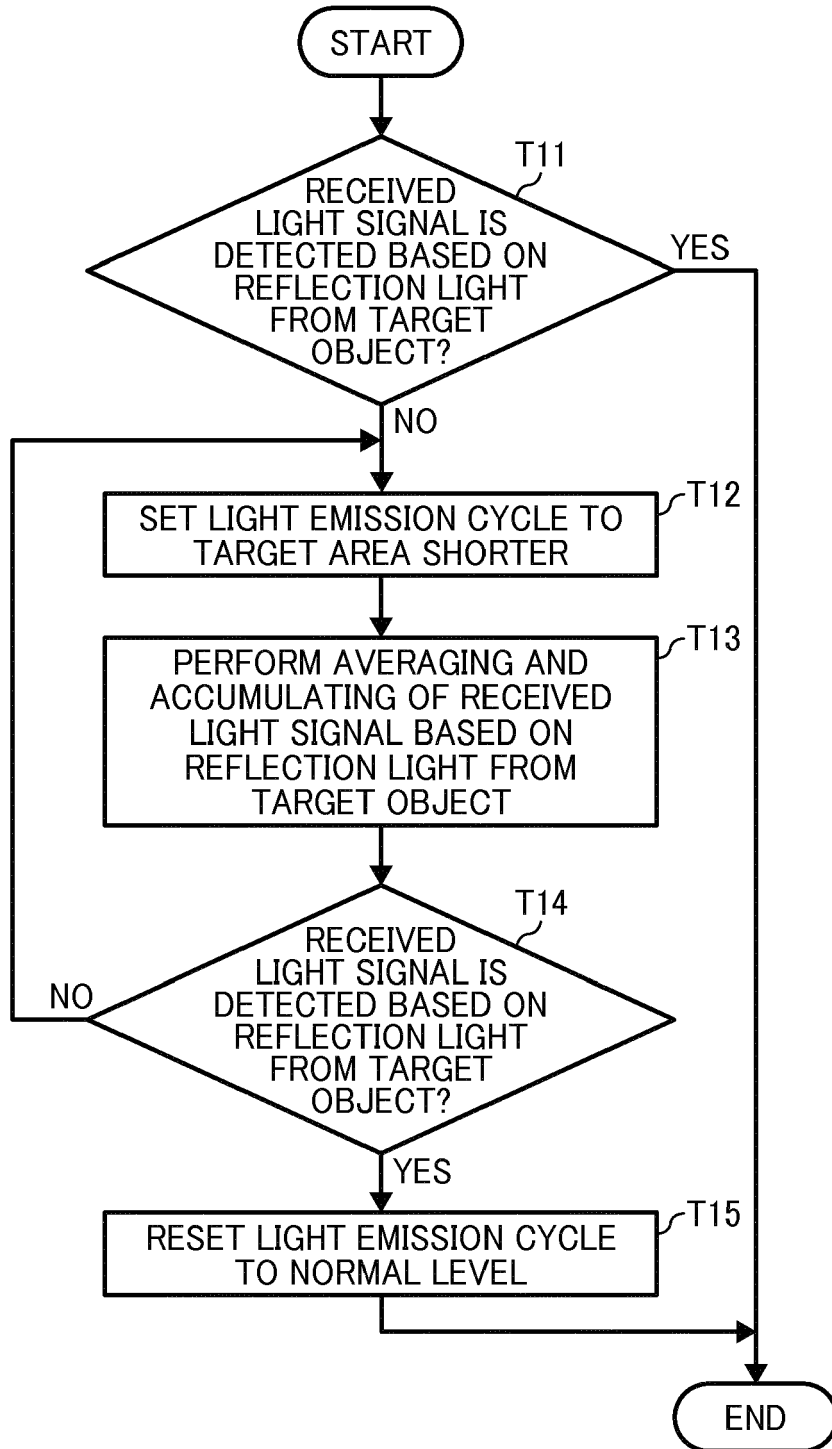 START
T11
RECEIVED
LIGHT SIGNAL IS
DETECTED BASED ON
REFLECTION LIGHT
FROM TARGET
OBJECT?
YES
NO
T12
SET LIGHT EMISSION CYCLE TO
TARGET AREA SHORTER
T13
PERFORM AVERAGING AND
ACCUMULATING OF RECEIVED
LIGHT SIGNAL BASED ON
REFLECTION LIGHT FROM
TARGET OBJECT
T14
RECEIVED
LIGHT SIGNAL IS
DETECTED BASED ON
REFLECTION LIGHT
FROM TARGET
OBJECT?
NO
YES
T15
RESET LIGHT EMISSION CYCLE
TO NORMAL LEVEL
END